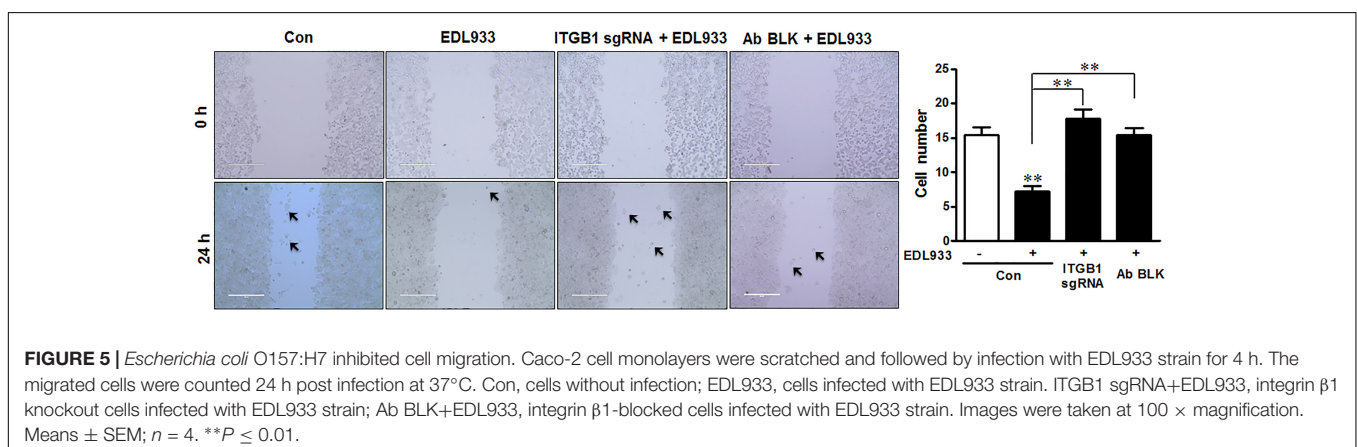 Con EDL933 ITGB1 sgRNA + EDL933 Ab BLK + EDL933
0 h
24 h
Cell number
25
20
15
10
5
0
**
**
**
EDL933 - + + +
Con ITGB1 sgRNA Ab BLK
FIGURE 5 | Escherichia coli O157:H7 inhibited cell migration. Caco-2 cell monolayers were scratched and followed by infection with EDL933 strain for 4 h. The
migrated cells were counted 24 h post infection at 37°C. Con, cells without infection; EDL933, cells infected with EDL933 strain. ITGB1 sgRNA+EDL933, integrin β1
knockout cells infected with EDL933 strain; Ab BLK+EDL933, integrin β1-blocked cells infected with EDL933 strain. Images were taken at 100 × magnification.
Means ± SEM; n = 4. **P ≤ 0.01.